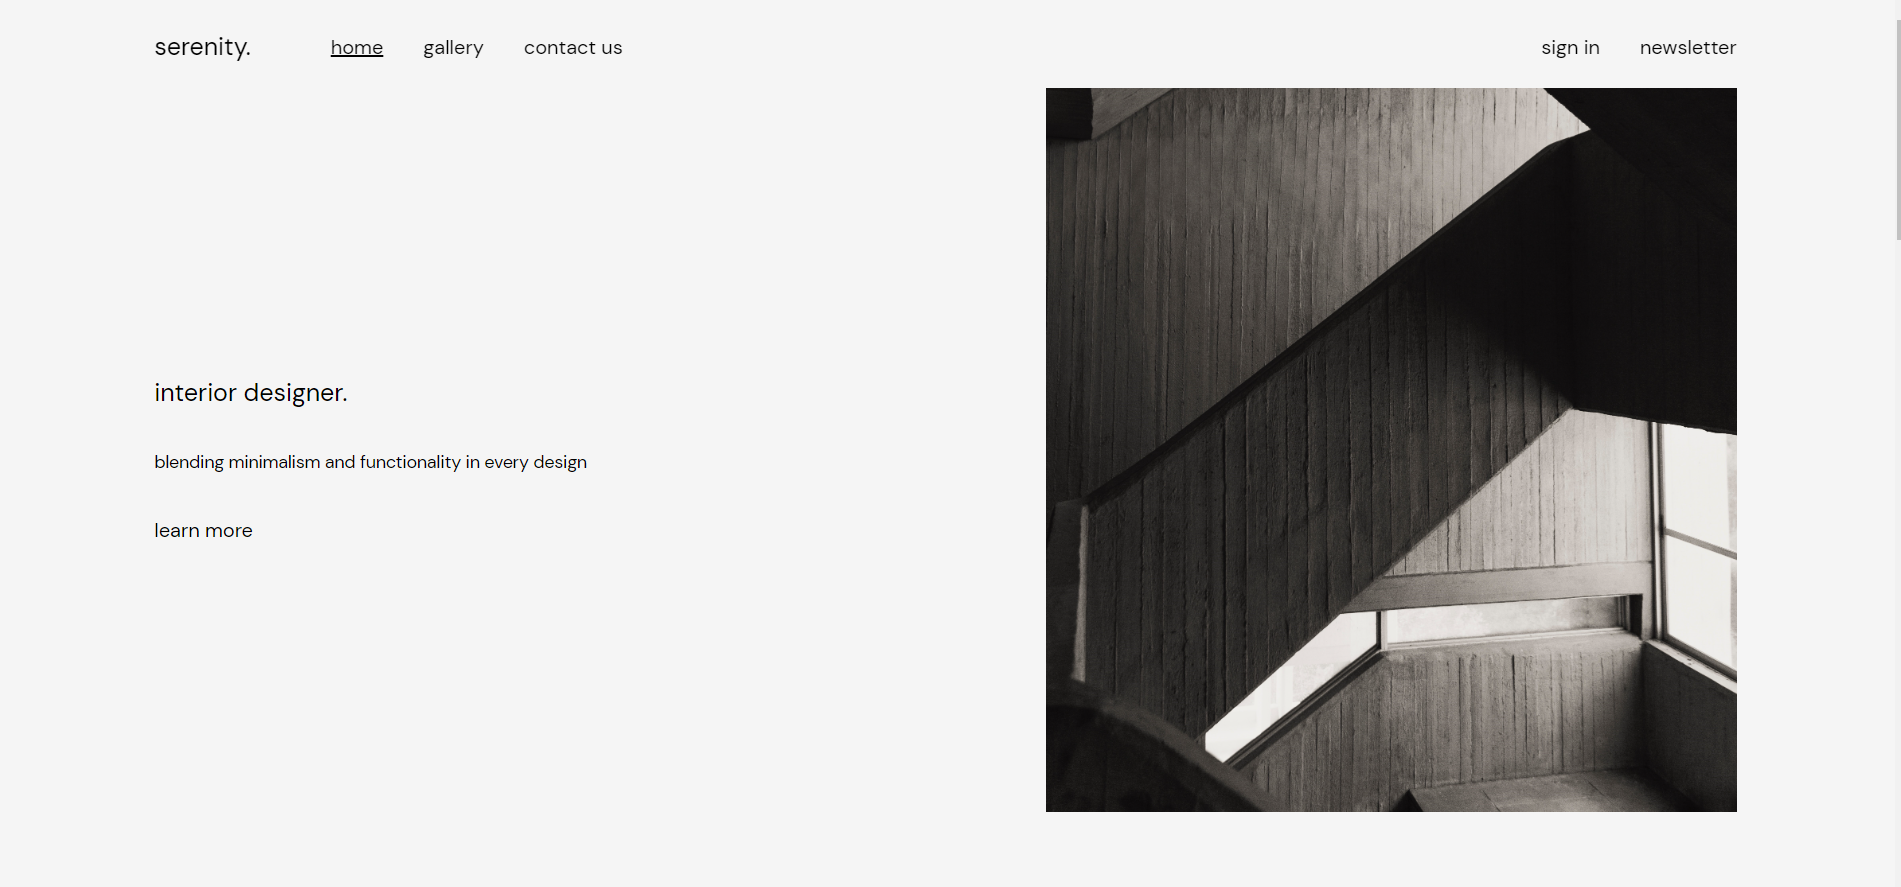 serenity. home gallery contact us sign in newsletter
interior designer.
blending minimalism and functionality in every design
learn more